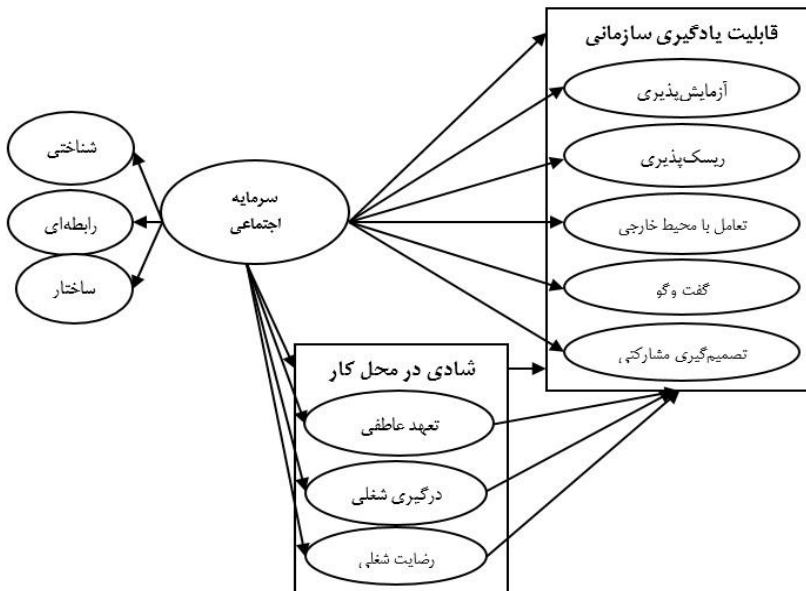 قابلیت یادگیری سازمانی
آزمایش‌پذیری
ریسک‌پذیری
تعامل با محیط خارجی
گفت وگو
تصمیم‌گیری مشارکتی
سرمایه
اجتماعی
شناختی
رابطه‌ای
ساختار
شادی در محل کار
تعهد عاطفی
درگیری شغلی
رضایت شغلی